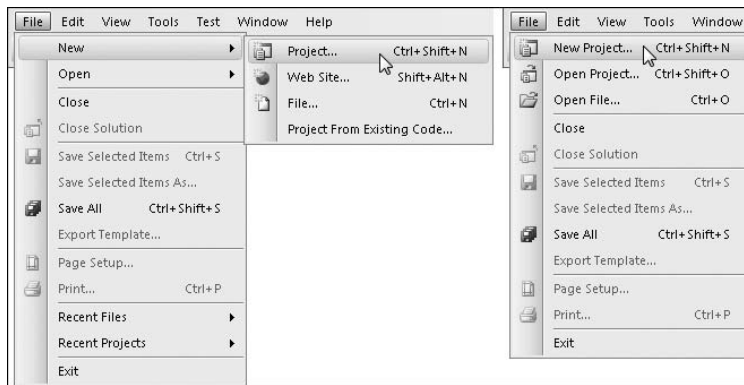 File Edit View Tools Test Window Help
New
Open
Close
Close Solution
Save Selected Items Ctrl+S
Save Selected Items As...
Save All Ctrl+Shift+S
Export Template...
Page Setup...
Print... Ctrl+P
Recent Files
Recent Projects
Exit
Project... Ctrl+Shift+N
Web Site... Shift+Alt+N
File... Ctrl+N
Project From Existing Code...
File Edit View Tools Window
New Project... Ctrl+Shift+N
Open Project... Ctrl+Shift+O
Open File... Ctrl+O
Close
Close Solution
Save Selected Items Ctrl+S
Save Selected Items As...
Save All Ctrl+Shift+S
Export Template...
Page Setup...
Print... Ctrl+P
Exit